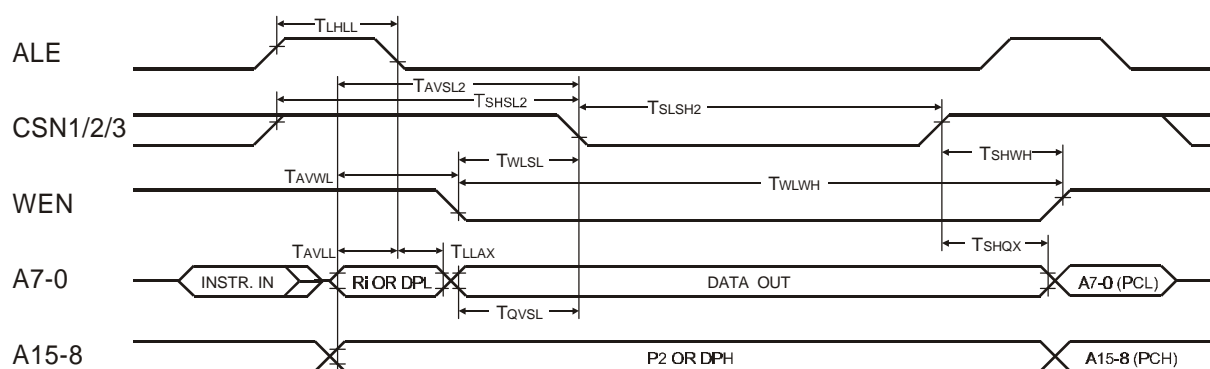 TLHLL
ALE
TAVSL2
TSHSL2
TSLSH2
CSN1/2/3
TWLSL
TSHWH
TAVWL
TWLWH
WEN
TAVLL
TLLAX
TSHQX
A7-0
INSTR. IN
Ri OR DPL
DATA OUT
A7-0 (PCL)
TQVSL
A15-8
P2 OR DPH
A15-8 (PCH)